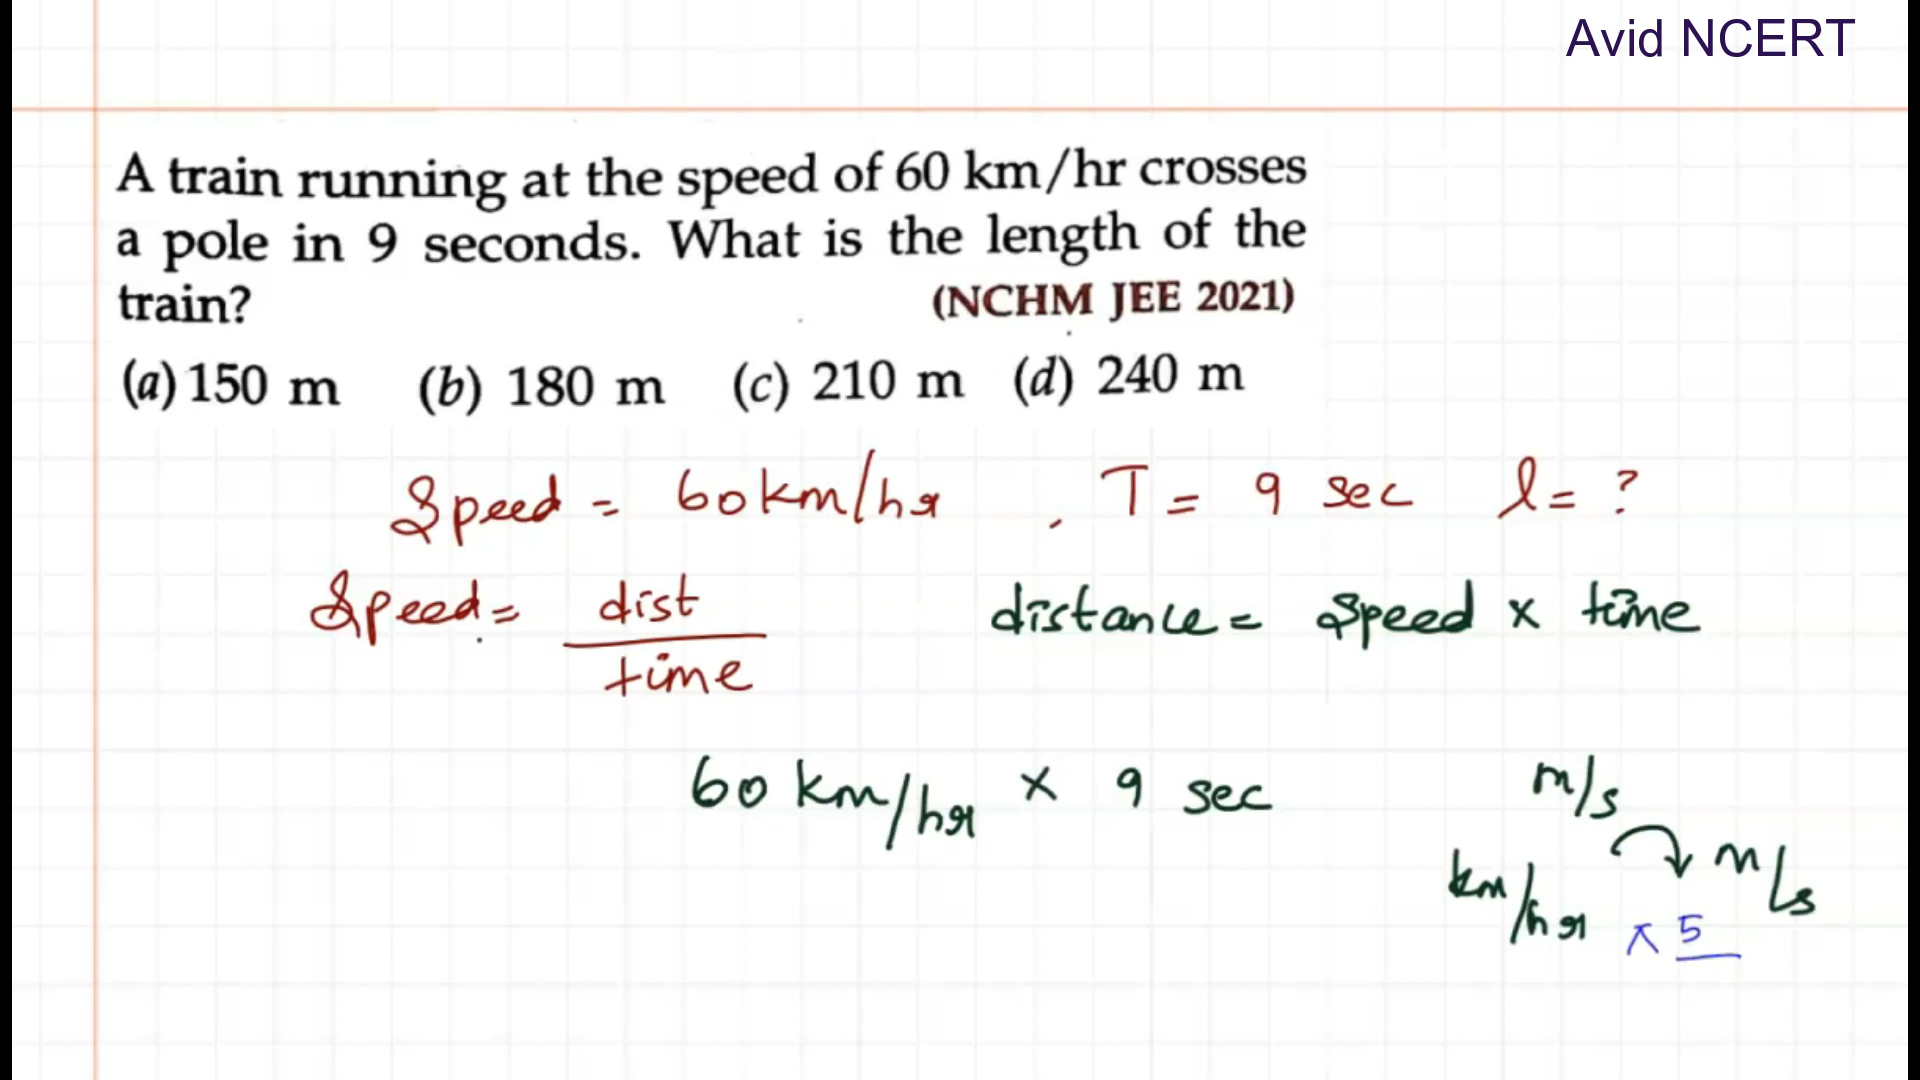 Avid NCERT
A train running at the speed of 60 km/hr crosses
a pole in 9 seconds. What is the length of the
train? (NCHM JEE 2021)
(a) 150 m (b) 180 m (c) 210 m (d) 240 m
Speed = 60 km/hr , T = 9 sec l = ?
Speed = dist / time distance = Speed × time
60 km/hr × 9 sec m/s
km/hr m/s
× 5